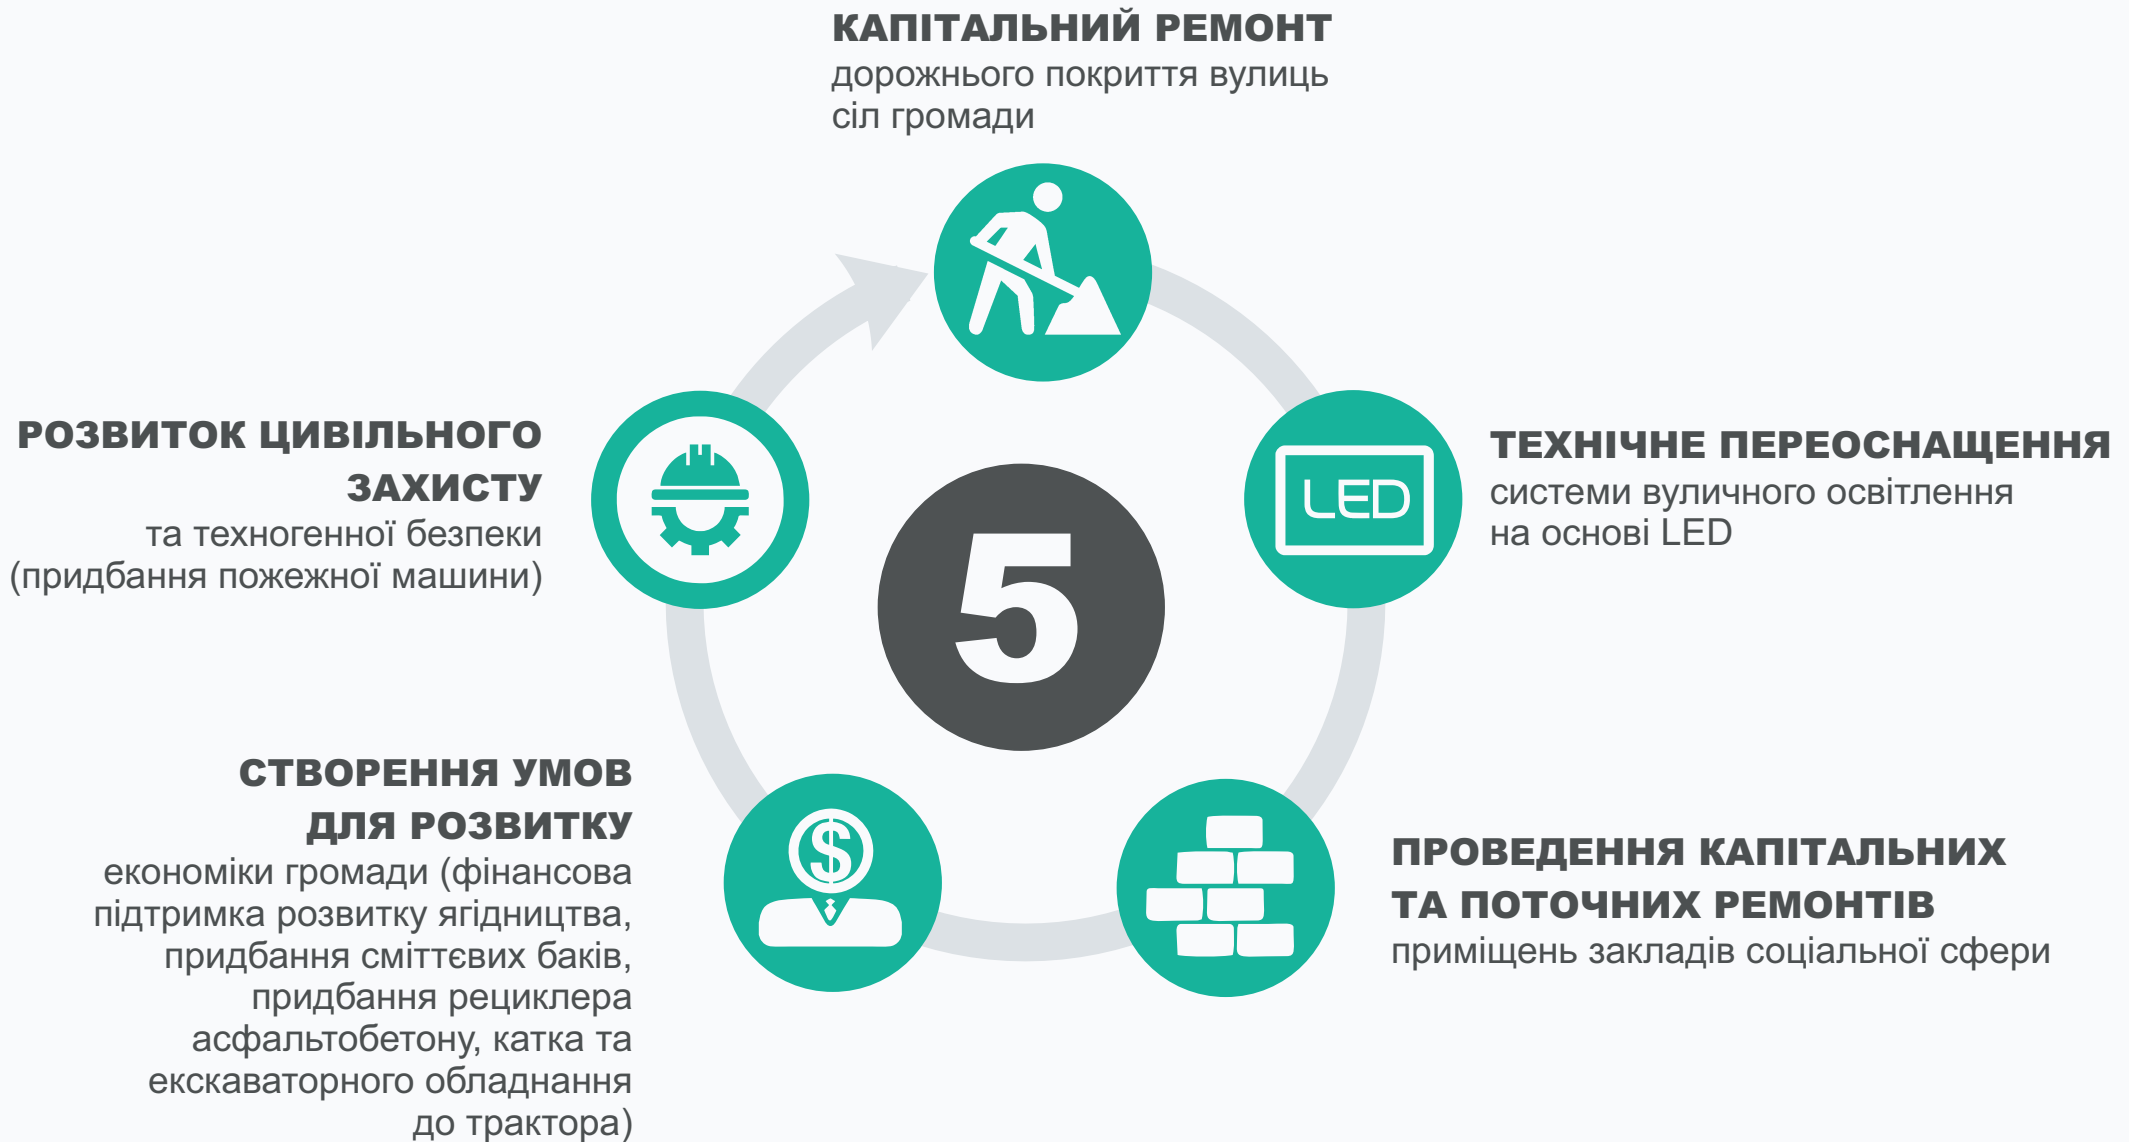 КАПІТАЛЬНИЙ РЕМОНТ
дорожнього покриття вулиць
сіл громади
ТЕХНІЧНЕ ПЕРЕОСНАЩЕННЯ
системи вуличного освітлення
на основі LED
LED
ПРОВЕДЕННЯ КАПІТАЛЬНИХ
ТА ПОТОЧНИХ РЕМОНТІВ
приміщень закладів соціальної сфери
СТВОРЕННЯ УМОВ
ДЛЯ РОЗВИТКУ
економіки громади (фінансова
підтримка розвитку ягідництва,
придбання сміттєвих баків,
придбання рециклера
асфальтобетону, катка та
екскаваторного обладнання
до трактора)
$
РОЗВИТОК ЦИВІЛЬНОГО
ЗАХИСТУ
та техногенної безпеки
(придбання пожежної машини)
5